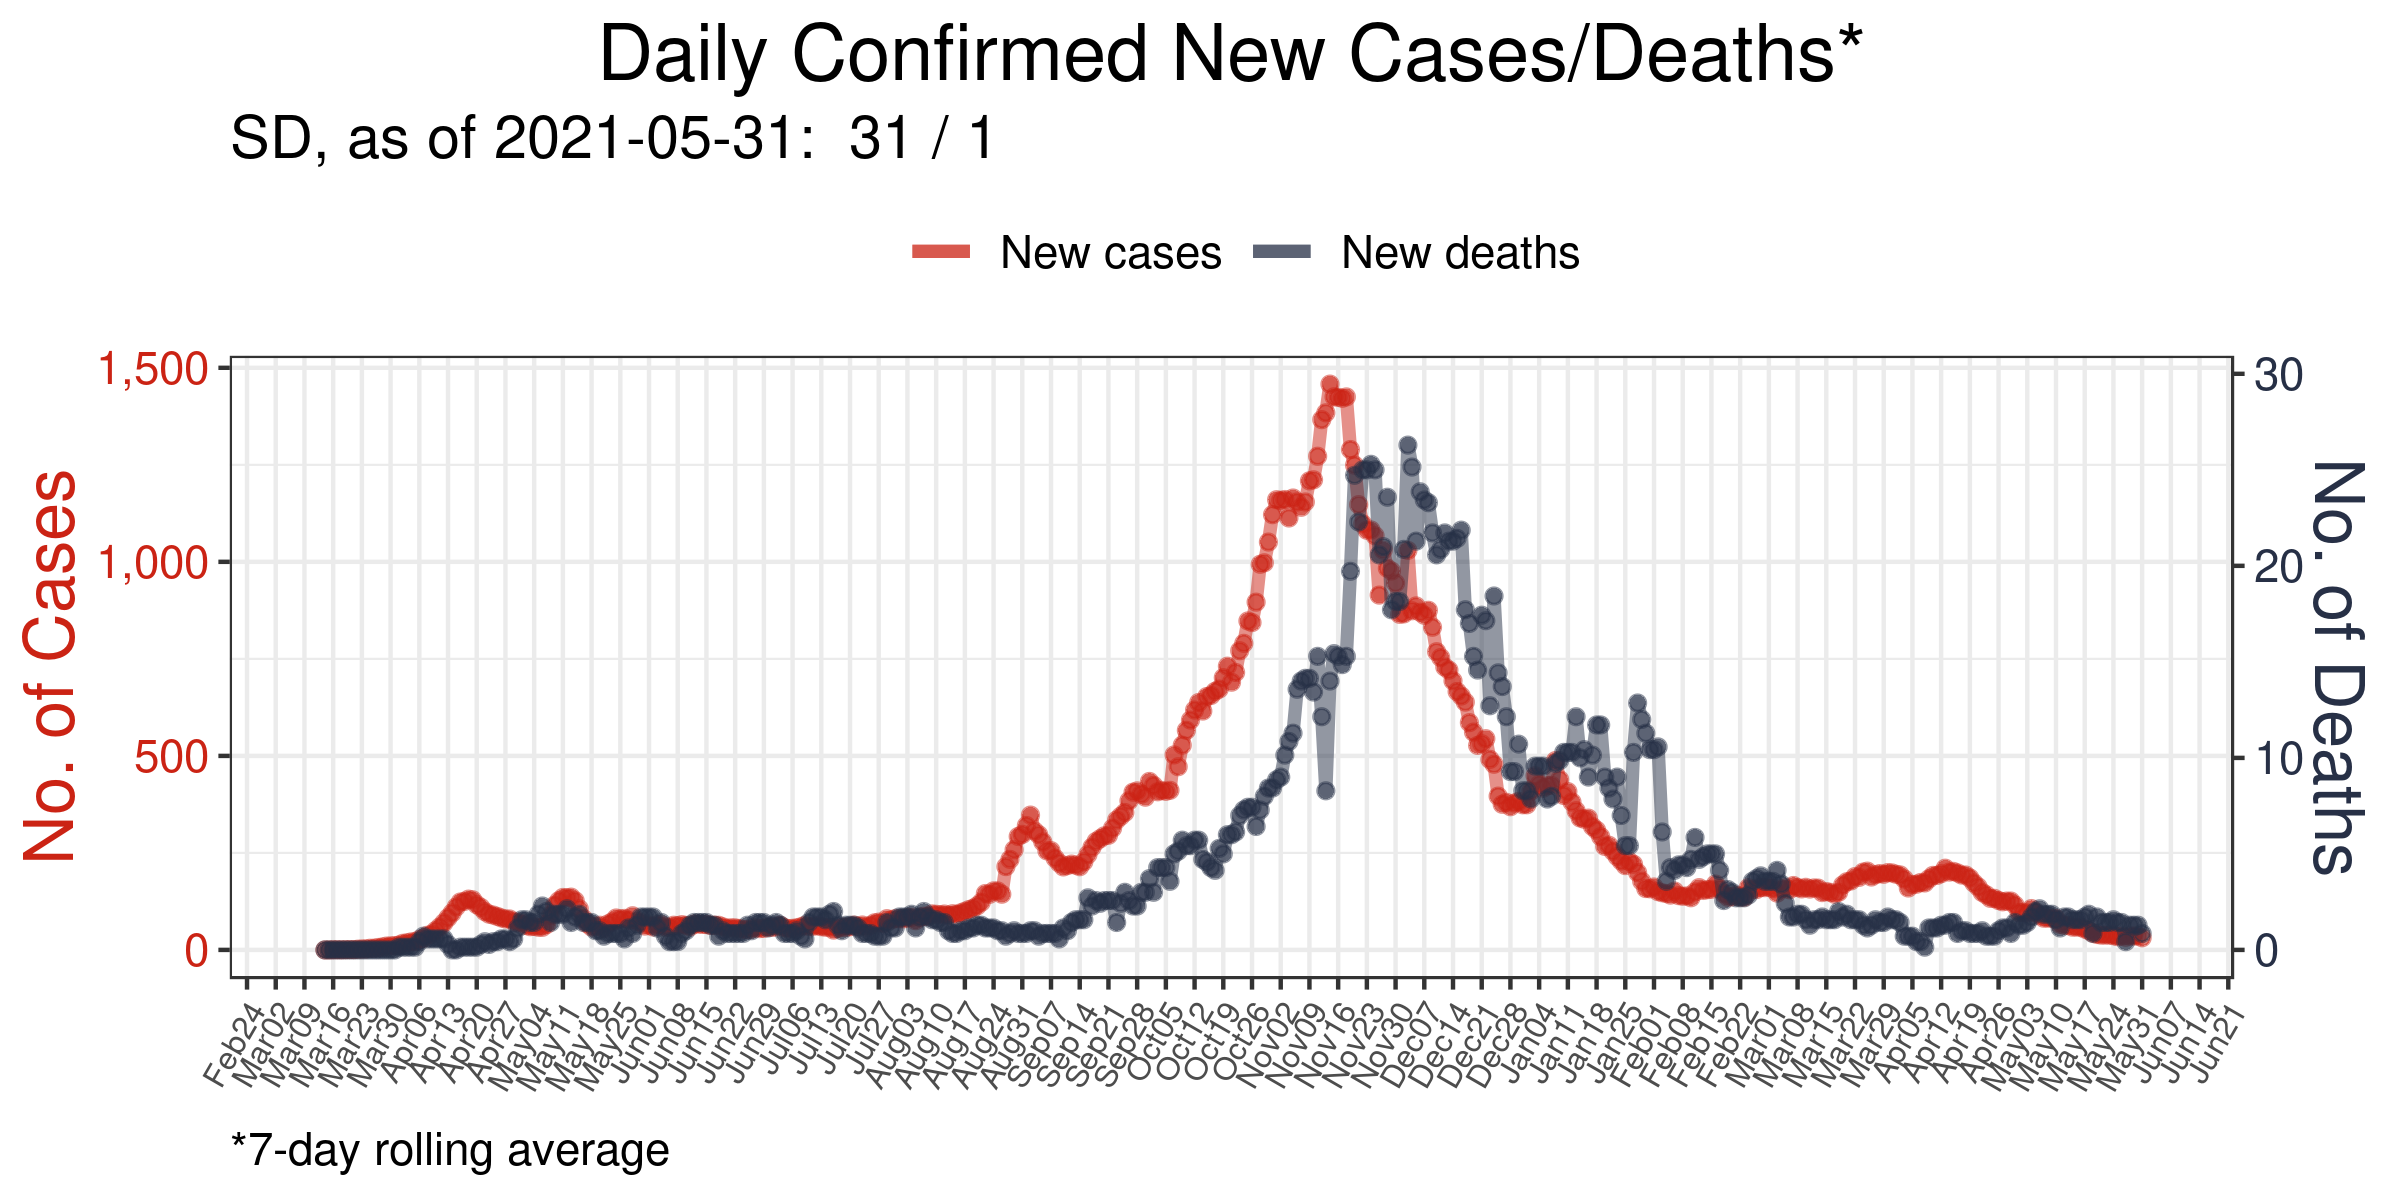 Daily Confirmed New Cases/Deaths*
SD, as of 2021-05-31:  31 / 1
New cases
New deaths
No. of Cases
1,500
1,000
500
0
No. of Deaths
30
20
10
0
Feb24
Mar02
Mar09
Mar16
Mar23
Mar30
Apr06
Apr13
Apr20
Apr27
May04
May11
May18
May25
Jun01
Jun08
Jun15
Jun22
Jun29
Jul06
Jul13
Jul20
Jul27
Aug03
Aug10
Aug17
Aug24
Aug31
Sep07
Sep14
Sep21
Sep28
Oct05
Oct12
Oct19
Oct26
Nov02
Nov09
Nov16
Nov23
Nov30
Dec07
Dec14
Dec21
Dec28
Jan04
Jan11
Jan18
Jan25
Feb01
Feb08
Feb15
Feb22
Mar01
Mar08
Mar15
Mar22
Mar29
Apr05
Apr12
Apr19
Apr26
May03
May10
May17
May24
May31
Jun07
Jun14
Jun21
*7-day rolling average